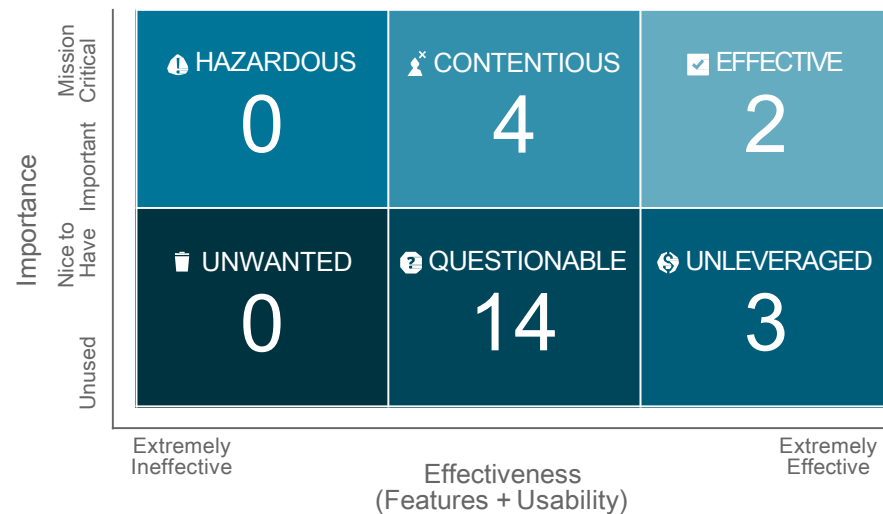 Importance
Mission
Critical
Important
Nice to
Have
Unused
HAZARDOUS
0
CONTENTIOUS
4
EFFECTIVE
2
UNWANTED
0
QUESTIONABLE
14
UNLEVERAGED
3
Extremely
Ineffective
Extremely
Effective
Effectiveness
(Features + Usability)